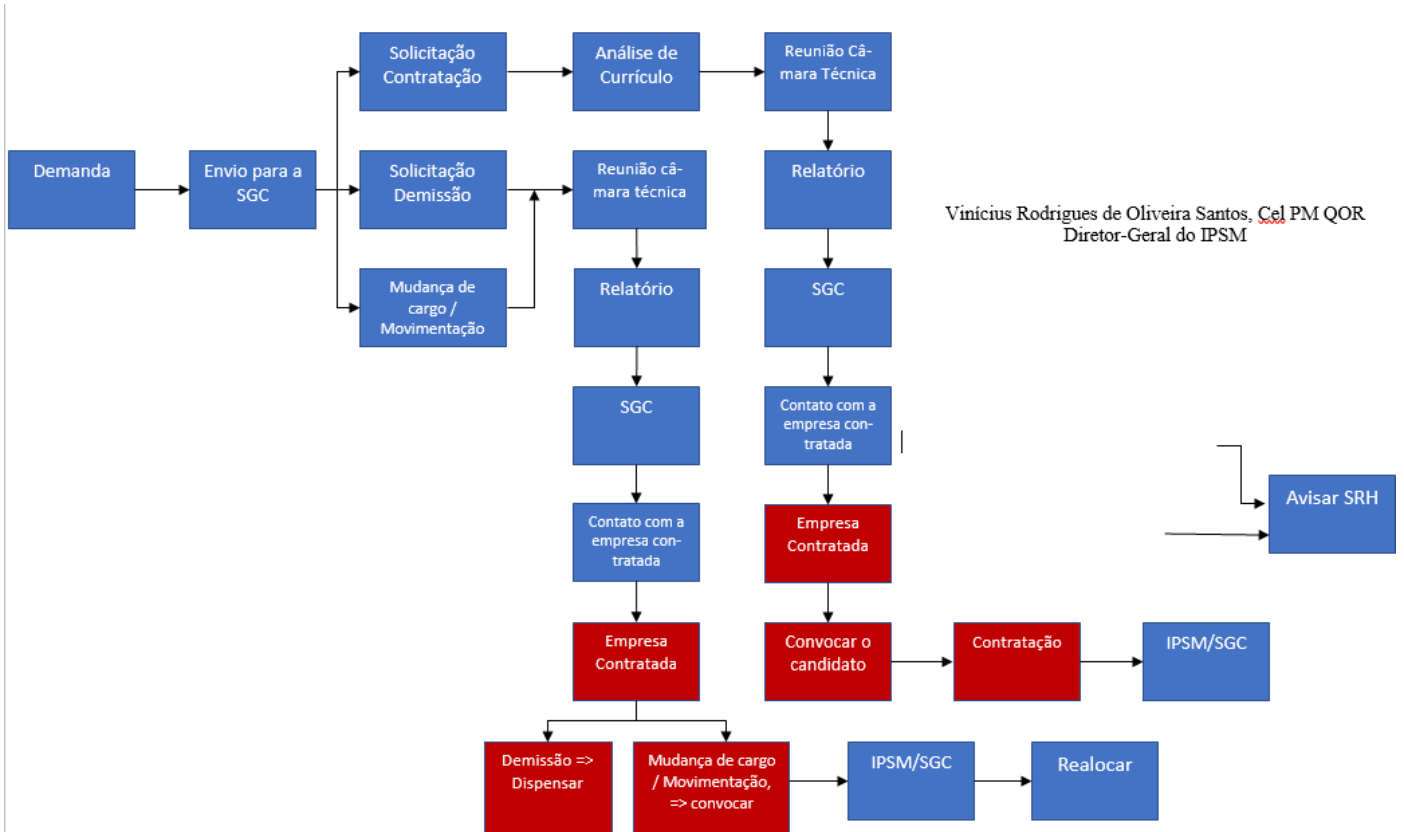 Solicitação
Contratação
Análise de
Currículo
Reunião Câ-
mara Técnica
Demanda
Envio para a
SGC
Solicitação
Demissão
Reunião câ-
mara técnica
Relatório
Vinícius Rodrigues de Oliveira Santos, Cel PM QOR
Diretor-Geral do IPSM
Mudança de
cargo /
Movimentação
Relatório
SGC
SGC
Contato com a
empresa con-
tratada
Avisar SRH
Contato com a
empresa con-
tratada
Empresa
Contratada
Empresa
Contratada
Convocar o
candidato
Contratação
IPSM/SGC
Demissão =>
Dispensar
Mudança de cargo
/ Movimentação,
=> convocar
IPSM/SGC
Realocar